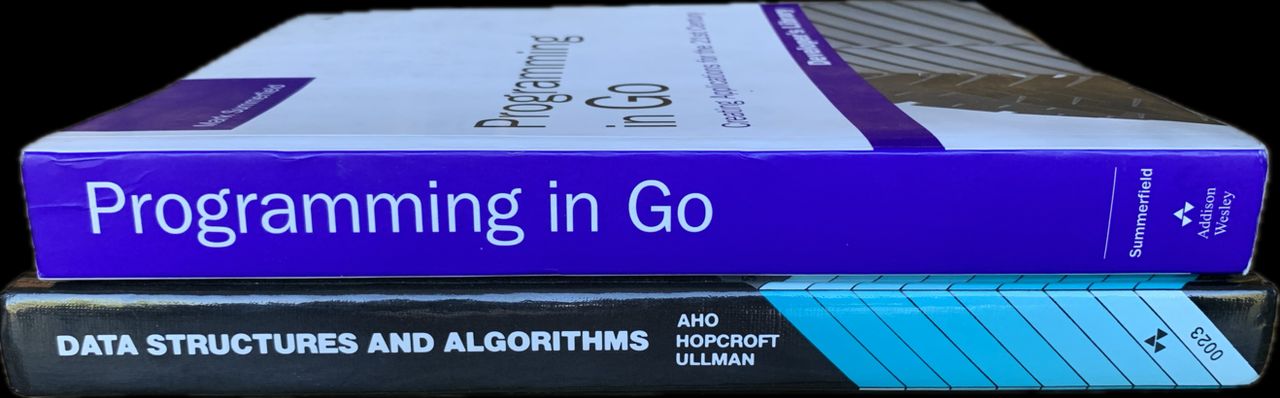 Mark Summerfield
Programming
in Go
Creating Applications for the 21st Century
Developer's Library
Programming in Go
Summerfield
Addison
Wesley
DATA STRUCTURES AND ALGORITHMS
AHO
HOPCROFT
ULLMAN
0023